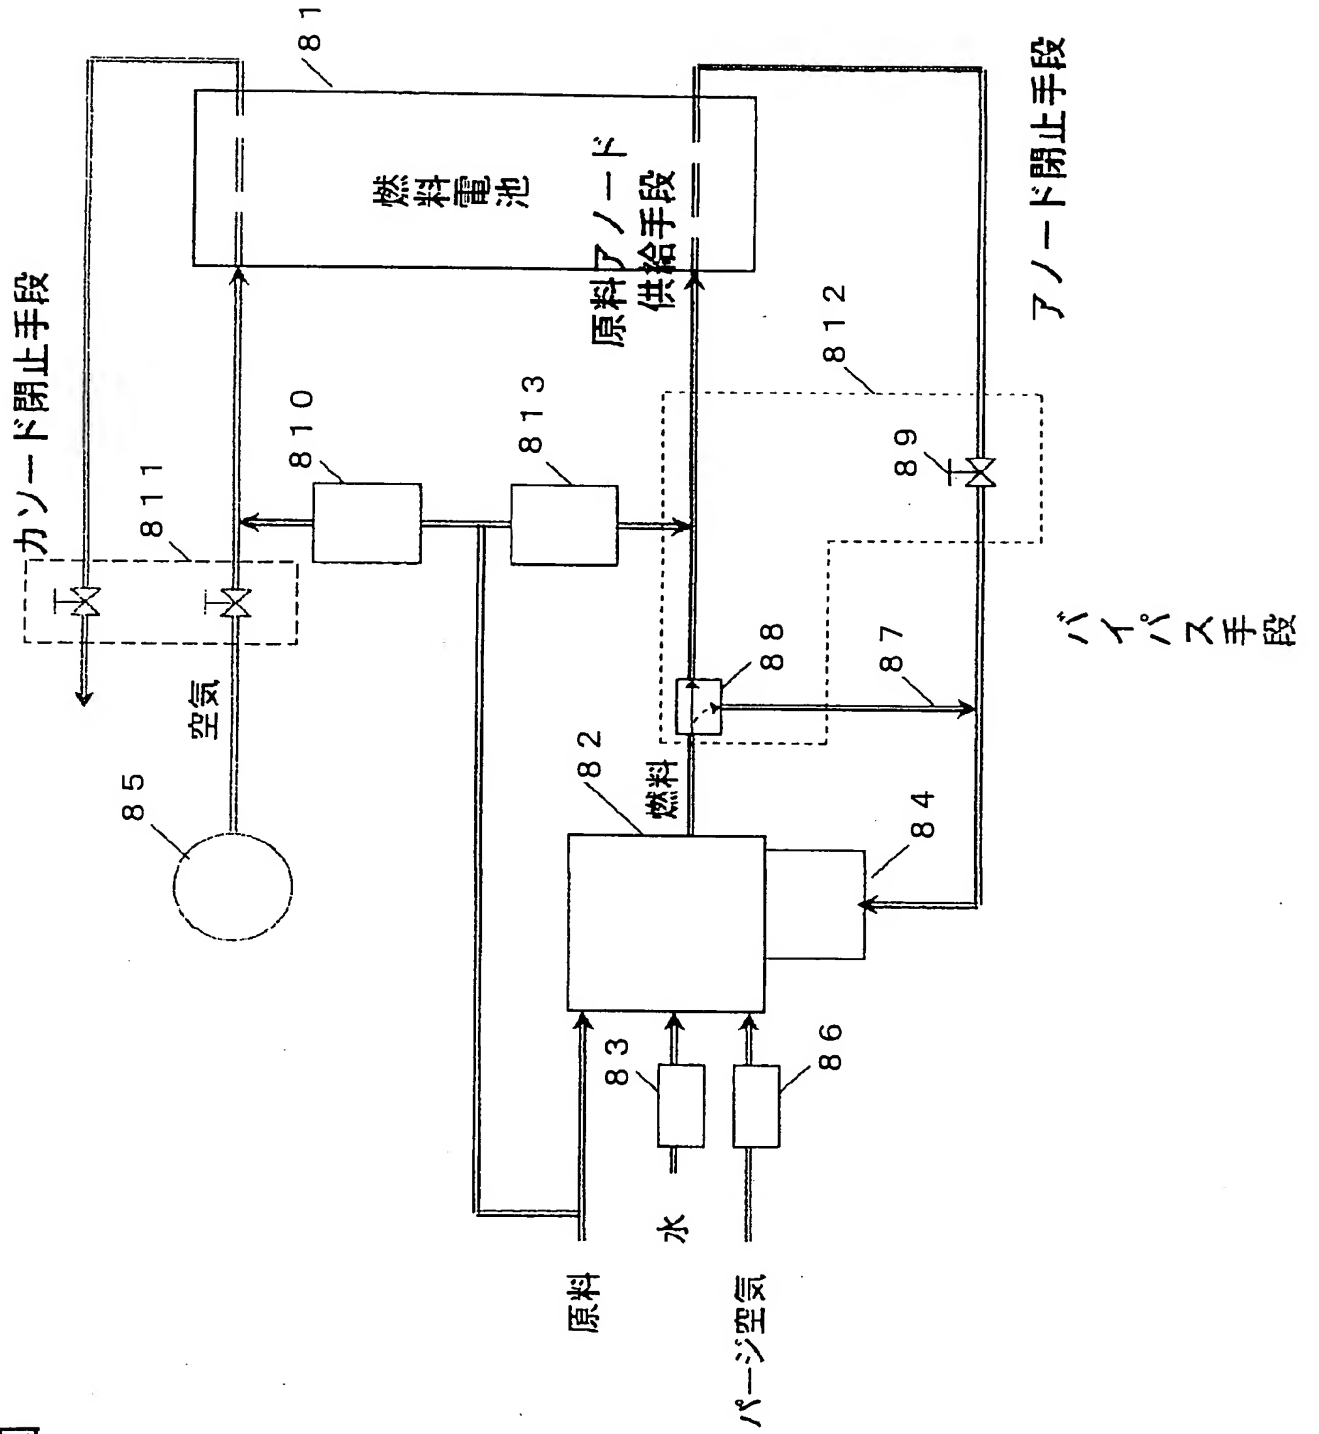 カソード閉止手段
811
空気
85
81
燃料電池
810
813
原料アノード
供給手段
812
アノード閉止手段
89
88
87
バイパス手段
燃料
82
84
83
86
原料
水
パージ空気